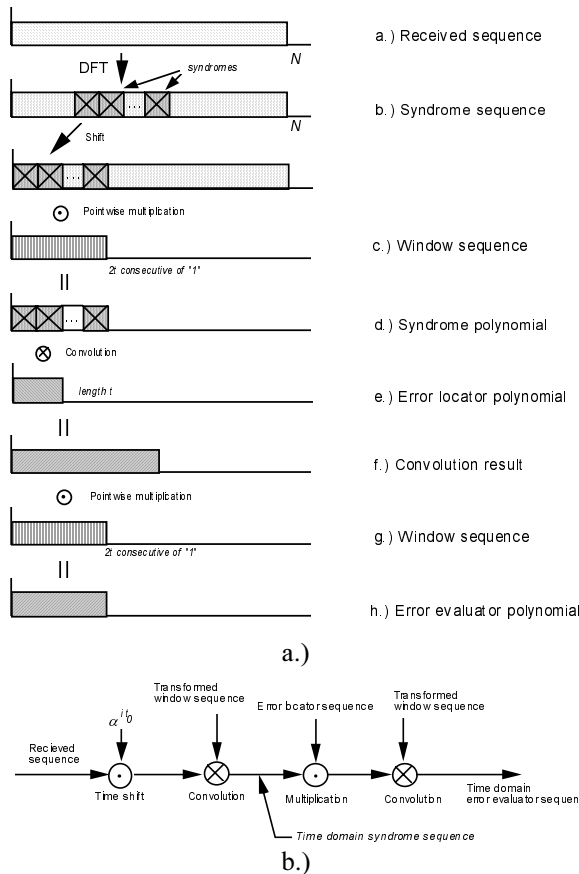 a.) Received sequence
N
DFT
syndromes
...
b.) Syndrome sequence
N
Shift
...
Pointwise multiplication
c.) Window sequence
2t consecutive of "1"
...
d.) Syndrome polynomial
Convolution
length t
e.) Error locator polynomial
f.) Convolution result
Pointwise multiplication
g.) Window sequence
2t consecutive of "1"
h.) Error evaluator polynomial
a.)
Transformed
window sequence
Transformed
window sequence
α^{it_0}
Error bcator sequence
Recieved
sequence
Time shift
Convolution
Multiplication
Convolution
Time domain
error evaluator sequen
Time domain syndrome sequence
b.)